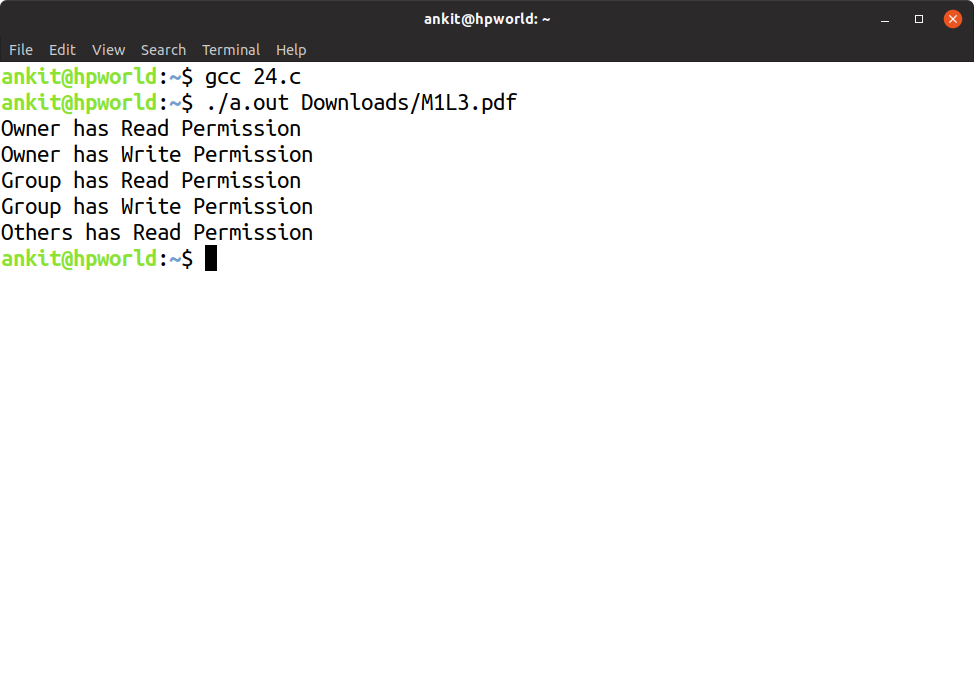 ankit@hpworld: ~
File Edit View Search Terminal Help
ankit@hpworld:~$ gcc 24.c
ankit@hpworld:~$ ./a.out Downloads/M1L3.pdf
Owner has Read Permission
Owner has Write Permission
Group has Read Permission
Group has Write Permission
Others has Read Permission
ankit@hpworld:~$